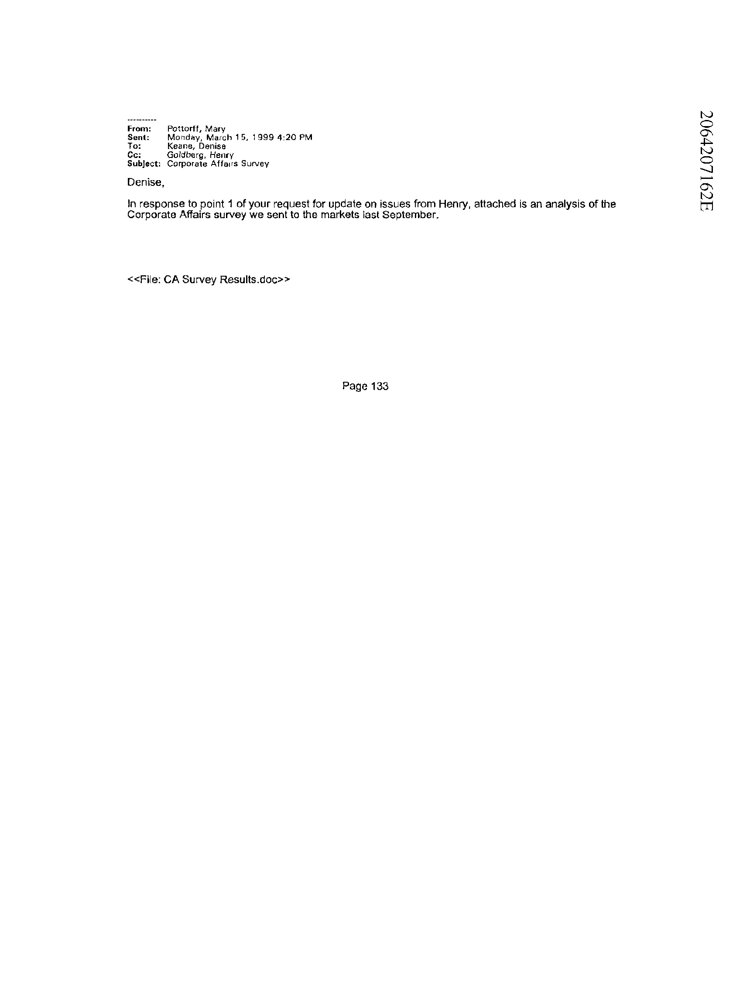 ----------
From: Pottorff, Mary
Sent: Monday, March 15, 1999 4:20 PM
To: Keane, Denise
Cc: Goldberg, Henry
Subject: Corporate Affairs Survey
Denise,
In response to point 1 of your request for update on issues from Henry, attached is an analysis of the
Corporate Affairs survey we sent to the markets last September.
<<File: CA Survey Results.doc>>
Page 133
2064207162E